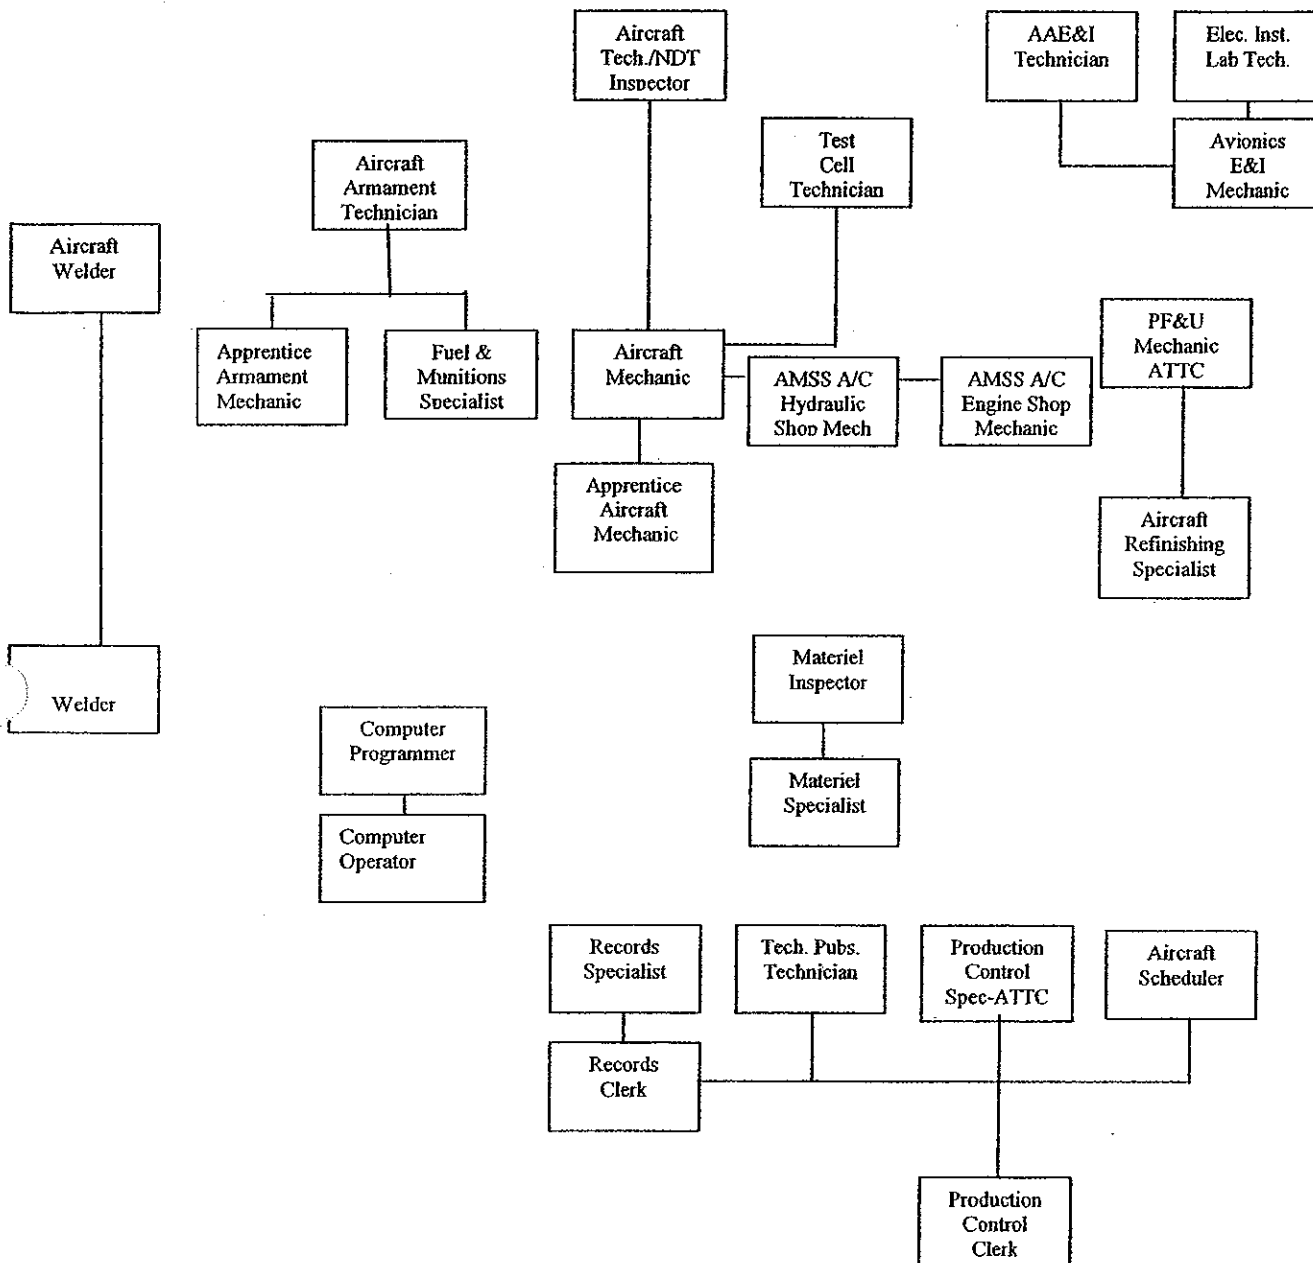 Aircraft
Tech./NDT
Inspector
AAE&I
Technician
Elec. Inst.
Lab Tech.
Test
Cell
Technician
Avionics
E&I
Mechanic
Aircraft
Armament
Technician
Aircraft
Welder
Apprentice
Armament
Mechanic
Fuel &
Munitions
Specialist
Aircraft
Mechanic
AMSS A/C
Hydraulic
Shop Mech
AMSS A/C
Engine Shop
Mechanic
PF&U
Mechanic
ATTC
Apprentice
Aircraft
Mechanic
Aircraft
Refinishing
Specialist
Welder
Materiel
Inspector
Computer
Programmer
Materiel
Specialist
Computer
Operator
Records
Specialist
Tech. Pubs.
Technician
Production
Control
Spec-ATTC
Aircraft
Scheduler
Records
Clerk
Production
Control
Clerk